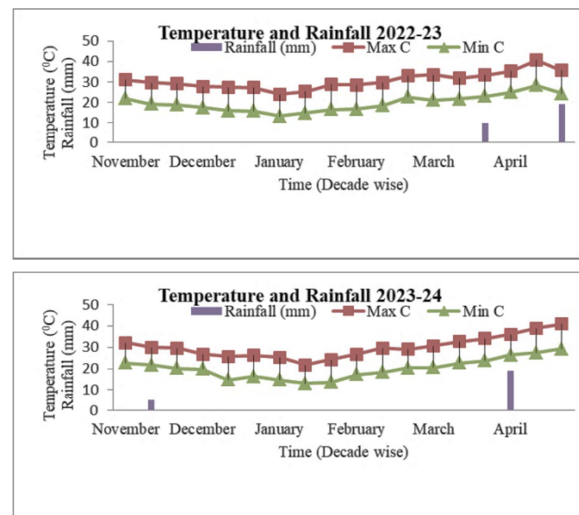 Temperature and Rainfall 2022-23
Rainfall (mm) Max C Min C
Temperature (⁰C)
Rainfall (mm)
50
40
30
20
10
0
November December January February March April
Time (Decade wise)
Temperature and Rainfall 2023-24
Rainfall (mm) Max C Min C
Temperature (⁰C)
Rainfall (mm)
50
40
30
20
10
0
November December January February March April
Time (Decade wise)